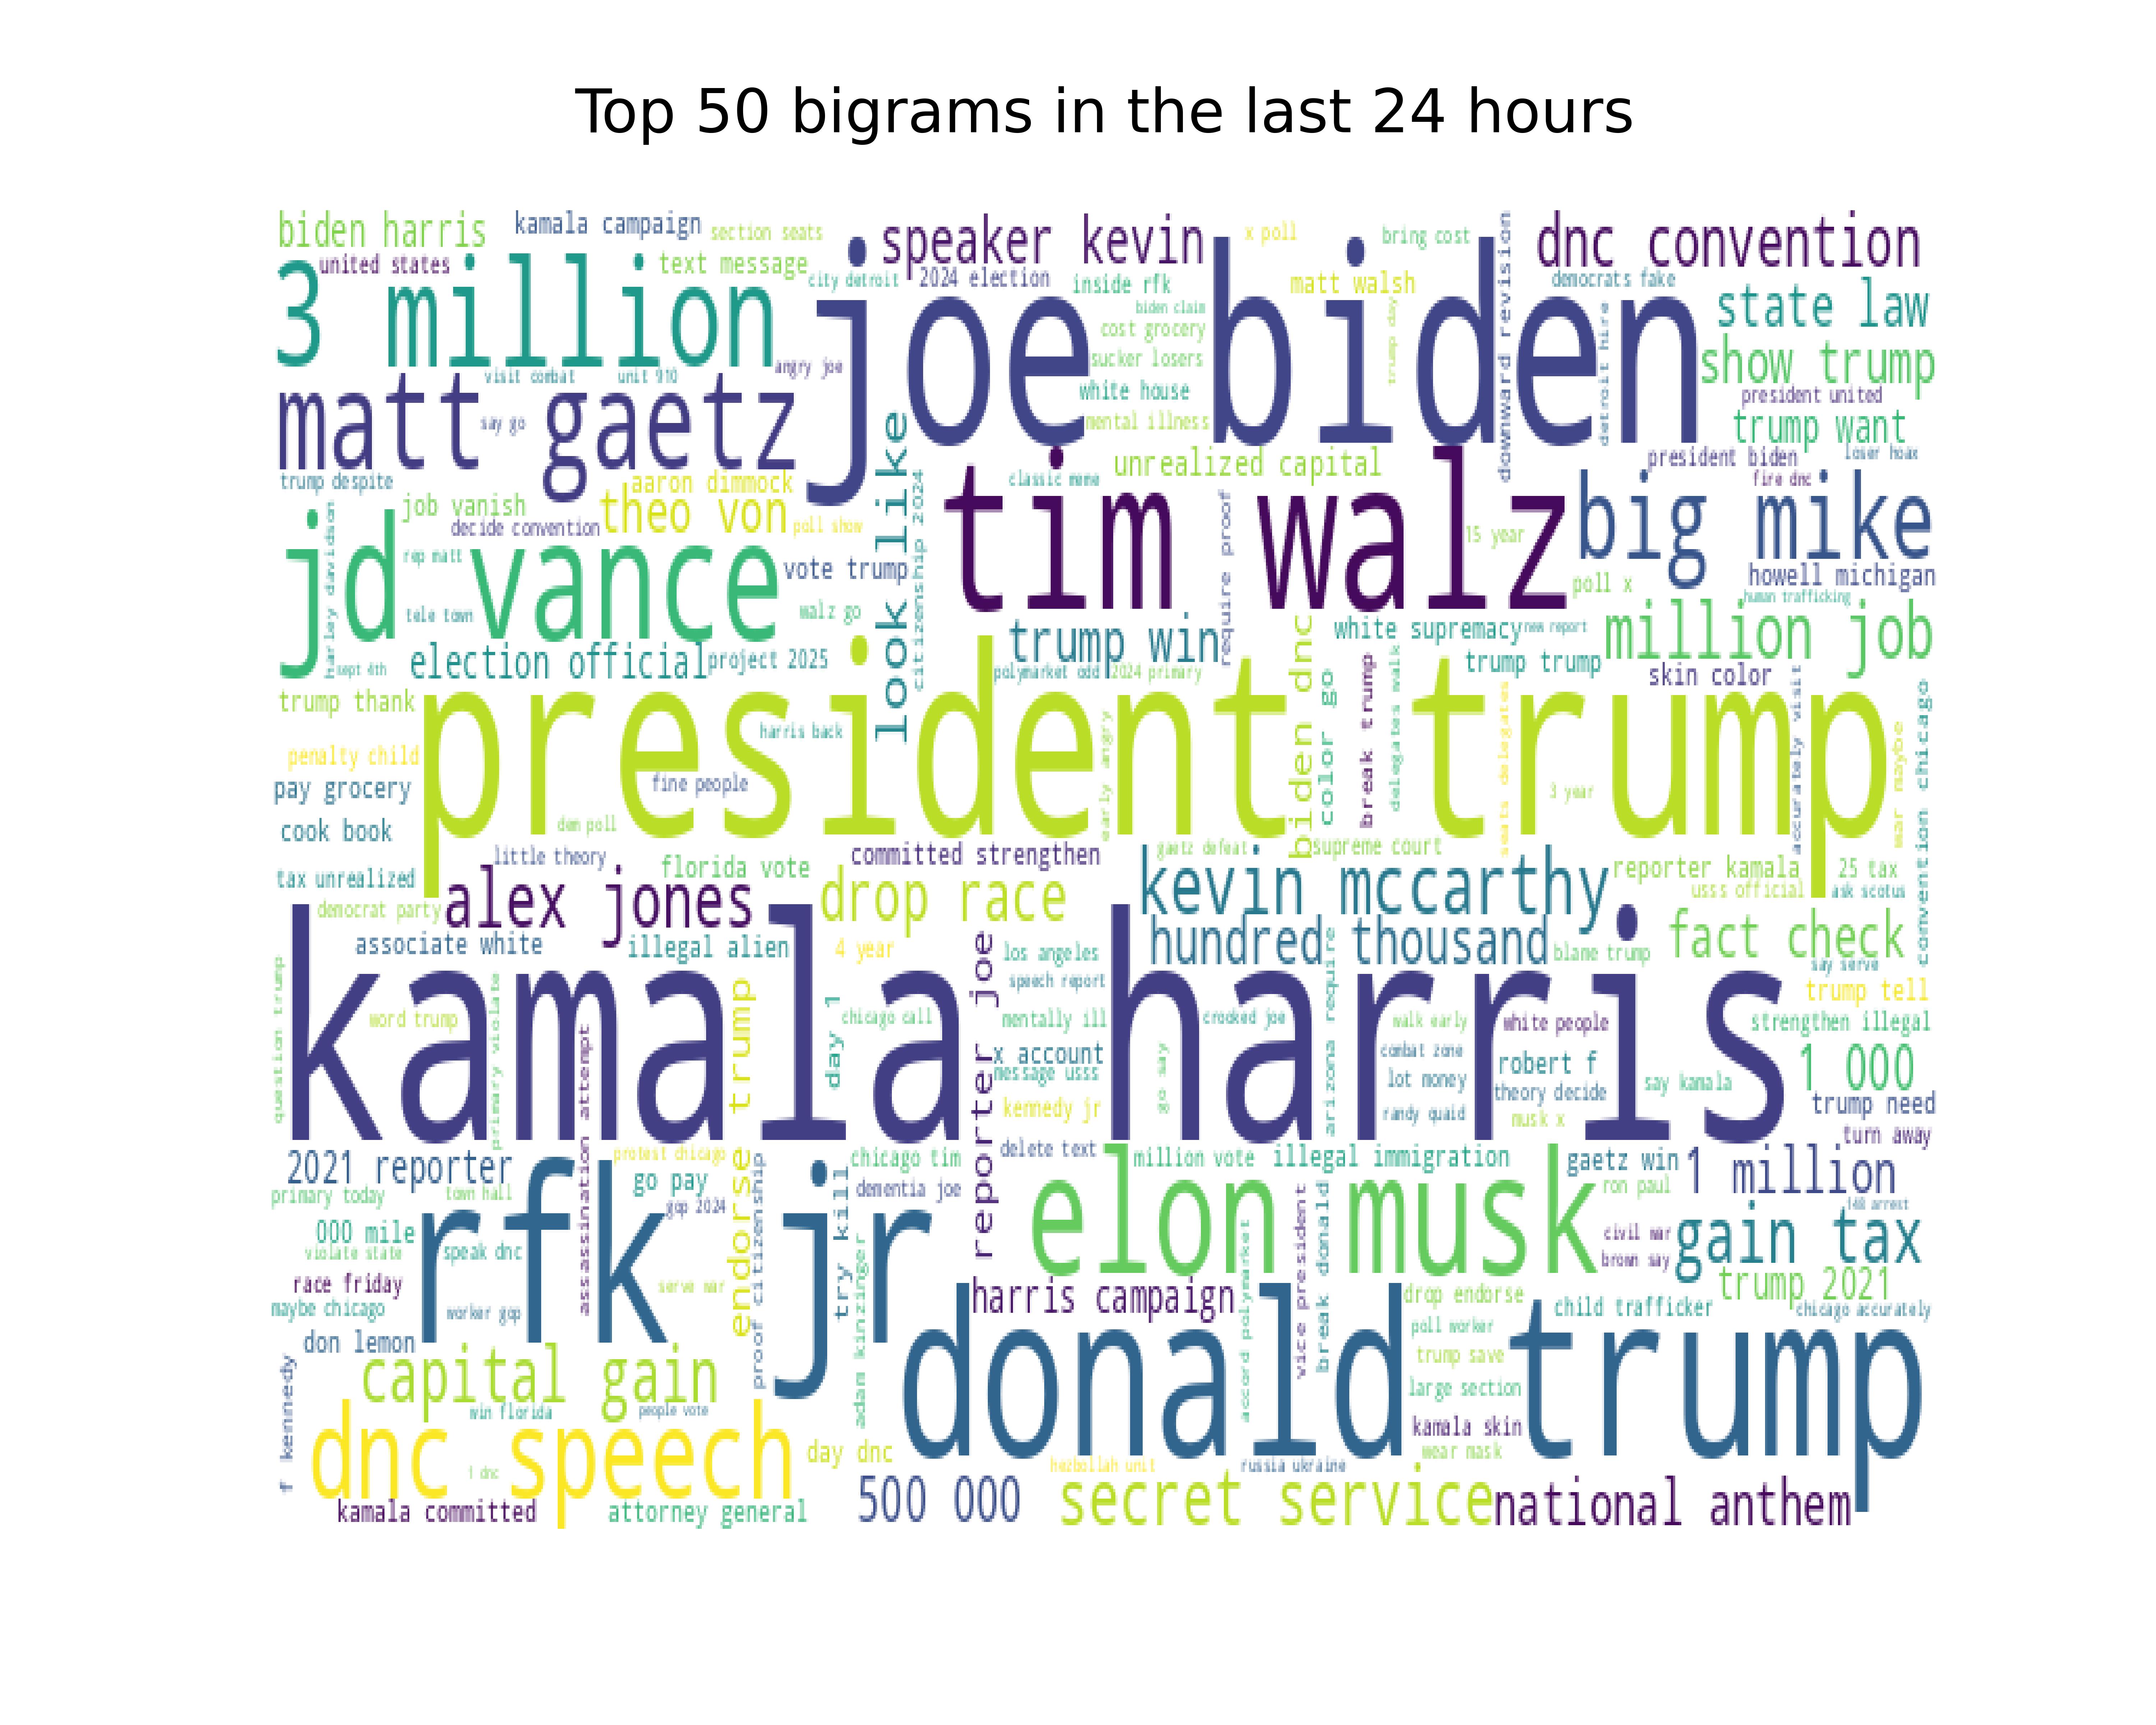 Top 50 bigrams in the last 24 hours
biden harris
kamala campaign
section seats
speaker kevin
x poll
bring cost
dnc convention
united states
text message
city detroit
2024 election
inside rfk
matt walsh
democrats fake
3 million
joe biden
biden claim
state law
cost grocery
trump day
downward revision
detroit hire
angry joe
sucker losers
show trump
visit combat
unit 910
white house
president united
matt gaetz
say go
mental illness
trump want
look like
unrealized capital
president biden
loser hoax
trump despite
aaron dimmock
classic meme
fire dnc
job vanish
theo von
tim walz
big mike
decide convention
poll show
citizenship 2024
require proof
15 year
harley davidson
jd vance
rep matt
vote trump
poll x
howell michigan
human trafficking
tele town
walz go
trump win
biden dnc
white supremacy
new report
million job
sept 4th
election official
project 2025
polymarket odd
2024 primary
trump trump
skin color
trump thank
president trump
harris back
early angry
color go
break trump
delegates walk
seats delegates
accurately visit
war maybe
convention chicago
penalty child
pay grocery
fine people
3 year
cook book
dem poll
little theory
florida vote
committed strengthen
gaetz defeat
supreme court
tax unrealized
alex jones
drop race
kevin mccarthy
reporter kamala
25 tax
usss official
ask scotus
democrat party
associate white
illegal alien
4 year
reporter joe
los angeles
hundred thousand
blame trump
fact check
say serve
speech report
arizona require
trump tell
question trump
kamala harris
word trump
primary violate
assassination attempt
endorse trump
day 1
chicago call
mentally ill
crooked joe
walk early
white people
strengthen illegal
x account
message usss
combat zone
robert f
1 000
go say
lot money
theory decide
say kamala
kennedy jr
randy quaid
musk x
trump need
turn away
2021 reporter
protest chicago
chicago tim
delete text
million vote
illegal immigration
gaetz win
1 million
primary today
town hall
go pay
try kill
dementia joe
ron paul
148 arrest
rfk jr
gop 2024
proof citizenship
elon musk
000 mile
violate state
speak dnc
civil war
brown say
gain tax
race friday
serve war
adam kinzinger
accord polymarket
vice president
break donald
trump 2021
maybe chicago
worker gop
harris campaign
drop endorse
child trafficker
chicago accurately
don lemon
donald trump
poll worker
trump save
f kennedy
capital gain
large section
win florida
people vote
kamala skin
dnc speech
1 dnc
day dnc
wear mask
hezbollah unit
russia ukraine
kamala committed
attorney general
500 000
secret service
national anthem